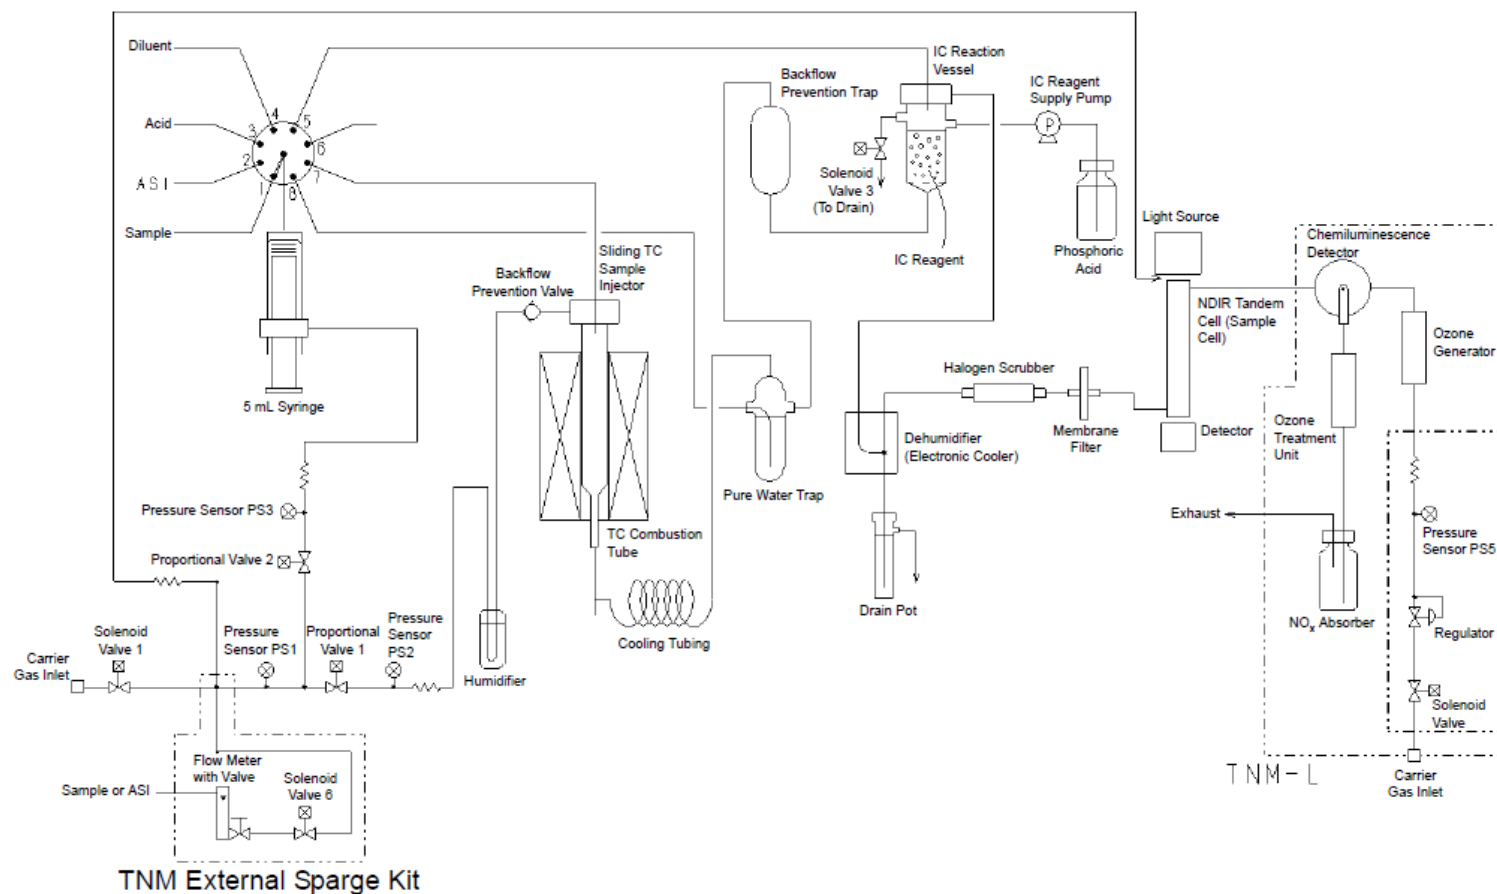 Diluent
Acid
ASI
Sample
4
5
3
6
2
7
1
8
5 mL Syringe
Backflow
Prevention Trap
IC Reaction
Vessel
IC Reagent
Supply Pump
P
Solenoid
Valve 3
(To Drain)
IC Reagent
Phosphoric
Acid
Light Source
Chemiluminescence
Detector
NDIR Tandem
Cell (Sample
Cell)
Ozone
Generator
Sliding TC
Sample
Injector
Backflow
Prevention Valve
Halogen Scrubber
Membrane
Filter
Detector
Ozone
Treatment
Unit
Dehumidifier
(Electronic Cooler)
Pure Water Trap
Pressure Sensor PS3
Proportional Valve 2
TC Combustion
Tube
Exhaust
Pressure
Sensor PS5
Drain Pot
NOx Absorber
Regulator
Cooling Tubing
Solenoid
Valve 1
Pressure
Sensor PS1
Proportional
Valve 1
Pressure
Sensor
PS2
Carrier
Gas Inlet
Humidifier
Solenoid
Valve
Flow Meter
with Valve
Solenoid
Valve 6
Sample or ASI
TNM-L
Carrier
Gas Inlet
TNM External Sparge Kit